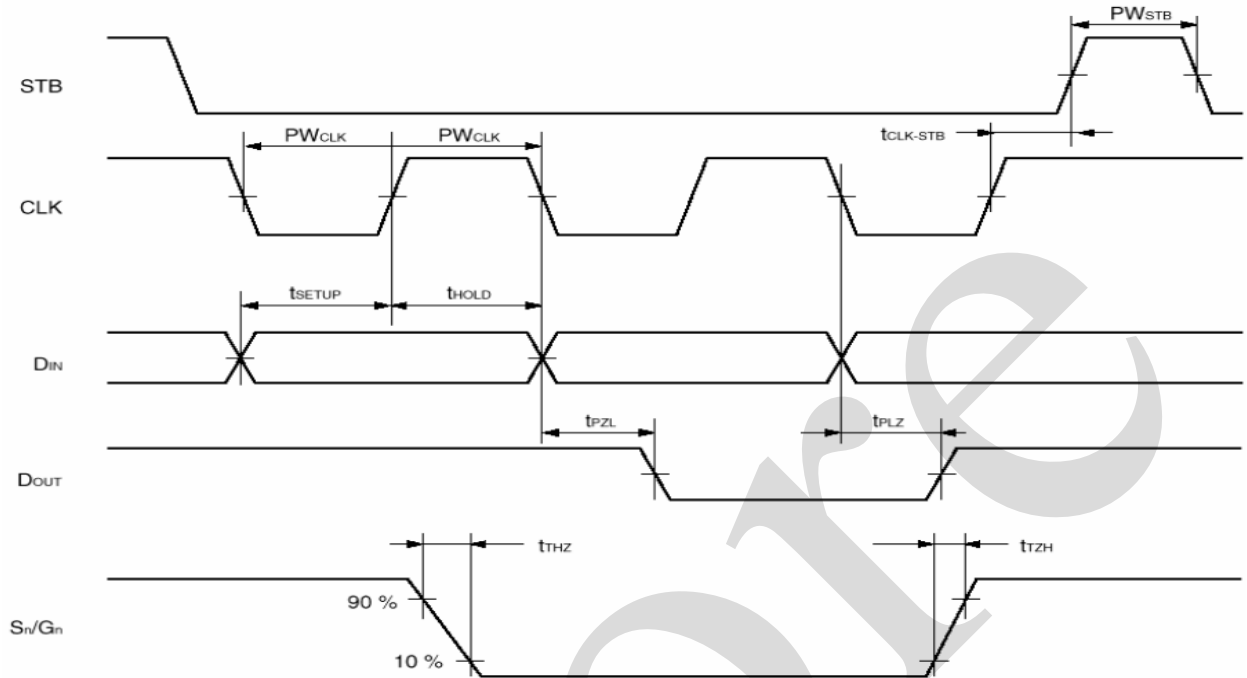 PWSTB
STB
tCLK-STB
PWCLK PWCLK
CLK
tSETUP tHOLD
DIN
tPZL tPLZ
DOUT
tTHZ tTZH
90 %
Sn/Gn
10 %
ore